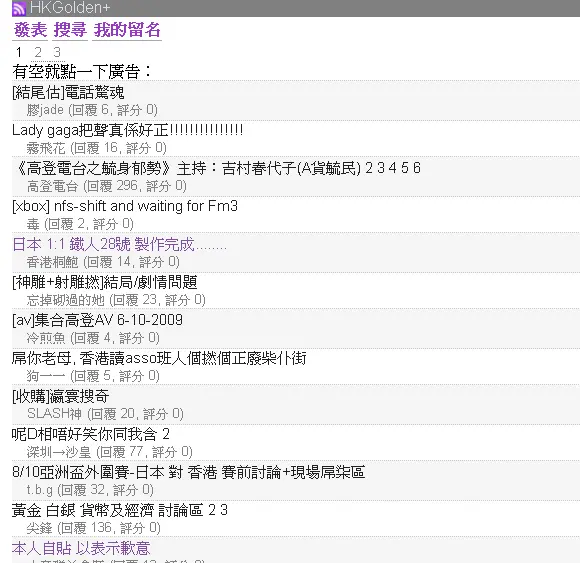 HKGolden+
發表 搜尋 我的留名
1 2 3
有空就點一下廣告：
[結尾估]電話驚魂
膠jade (回覆 6, 評分 0)
Lady gaga把聲真係好正!!!!!!!!!!!!!!!
霧飛花 (回覆 16, 評分 0)
《高登電台之毓身郁勢》主持：吉村春代子(A貨毓民) 2 3 4 5 6
高登電台 (回覆 296, 評分 0)
[xbox] nfs-shift and waiting for Fm3
毒 (回覆 2, 評分 0)
日本 1:1 鐵人28號 製作完成........
香港桐鮑 (回覆 14, 評分 0)
[神雕+射雕撚]結局/劇情問題
忘掉砌過的她 (回覆 23, 評分 0)
[av]集合高登AV 6-10-2009
冷煎魚 (回覆 4, 評分 0)
屌你老母, 香港讀asso班人個撚個正廢柴仆街
狗一一 (回覆 5, 評分 0)
[收購]瀛寰搜奇
SLASH神 (回覆 20, 評分 0)
呢D相唔好笑你同我含 2
深圳→沙皇 (回覆 77, 評分 0)
8/10亞洲盃外圍賽-日本 對 香港 賽前討論+現場屌柒區
t.b.g (回覆 32, 評分 0)
黃金 白銀 貨幣及經濟 討論區 2 3
尖鋒 (回覆 136, 評分 0)
本人自貼 以表示歉意